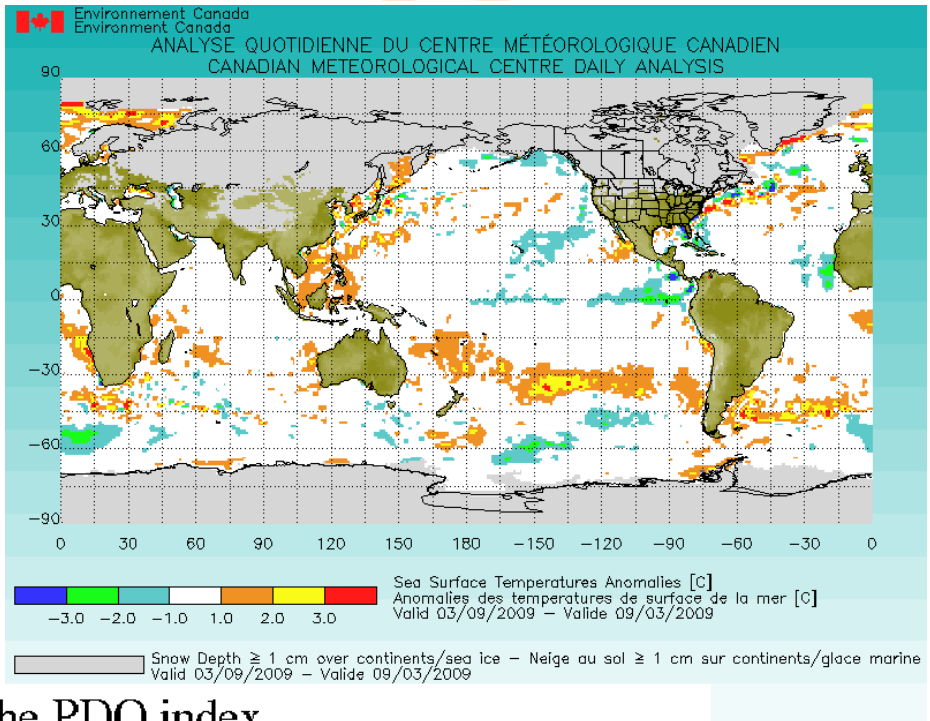 Environnement Canada
Environment Canada
ANALYSE QUOTIDIENNE DU CENTRE MÉTÉOROLOGIQUE CANADIEN
CANADIAN METEOROLOGICAL CENTRE DAILY ANALYSIS
90
60
30
0
−30
−60
−90
0 30 60 90 120 150 180 −150 −120 −90 −60 −30 0
Sea Surface Temperatures Anomalies [C]
Anomalies des temperatures de surface de la mer [C]
Valid 03/09/2009 − Valide 09/03/2009
−3.0 −2.0 −1.0 1.0 2.0 3.0
Snow Depth ≥ 1 cm over continents/sea ice − Neige au sol ≥ 1 cm sur continents/glace marine
Valid 03/09/2009 − Valide 09/03/2009
he PDO index